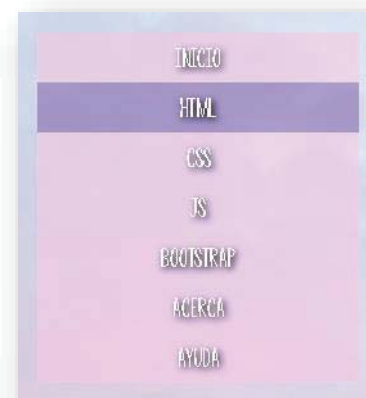 INICIO
HTML
CSS
JS
BOOTSTRAP
ACERCA
AYUDA